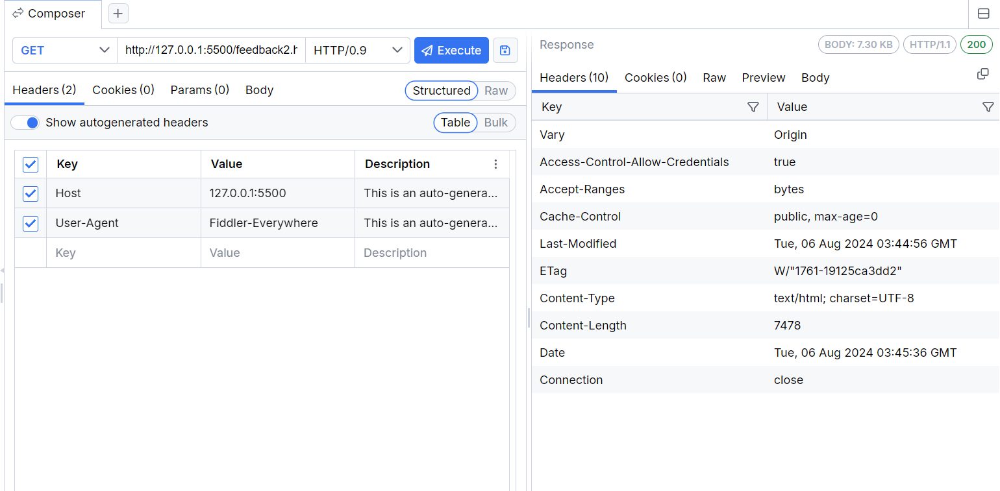 Composer
GET http://127.0.0.1:5500/feedback2.h HTTP/0.9 Execute
Headers (2) Cookies (0) Params (0) Body Structured Raw
Show autogenerated headers Table Bulk
Key Value Description
Host 127.0.0.1:5500 This is an auto-genera...
User-Agent Fiddler-Everywhere This is an auto-genera...
Key Value Description
Response BODY: 7.30 KB HTTP/1.1 200
Headers (10) Cookies (0) Raw Preview Body
Key Value
Vary Origin
Access-Control-Allow-Credentials true
Accept-Ranges bytes
Cache-Control public, max-age=0
Last-Modified Tue, 06 Aug 2024 03:44:56 GMT
ETag W/"1761-19125ca3dd2"
Content-Type text/html; charset=UTF-8
Content-Length 7478
Date Tue, 06 Aug 2024 03:45:36 GMT
Connection close